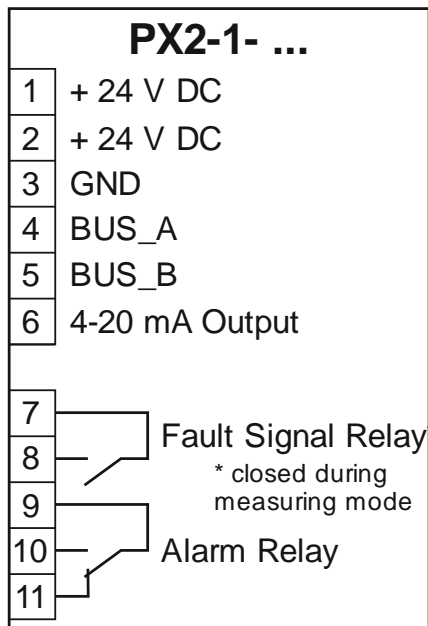 PX2-1- ...
1 + 24 V DC
2 + 24 V DC
3 GND
4 BUS_A
5 BUS_B
6 4-20 mA Output
7
Fault Signal Relay*
8
* closed during
9
measuring mode
10 Alarm Relay
11